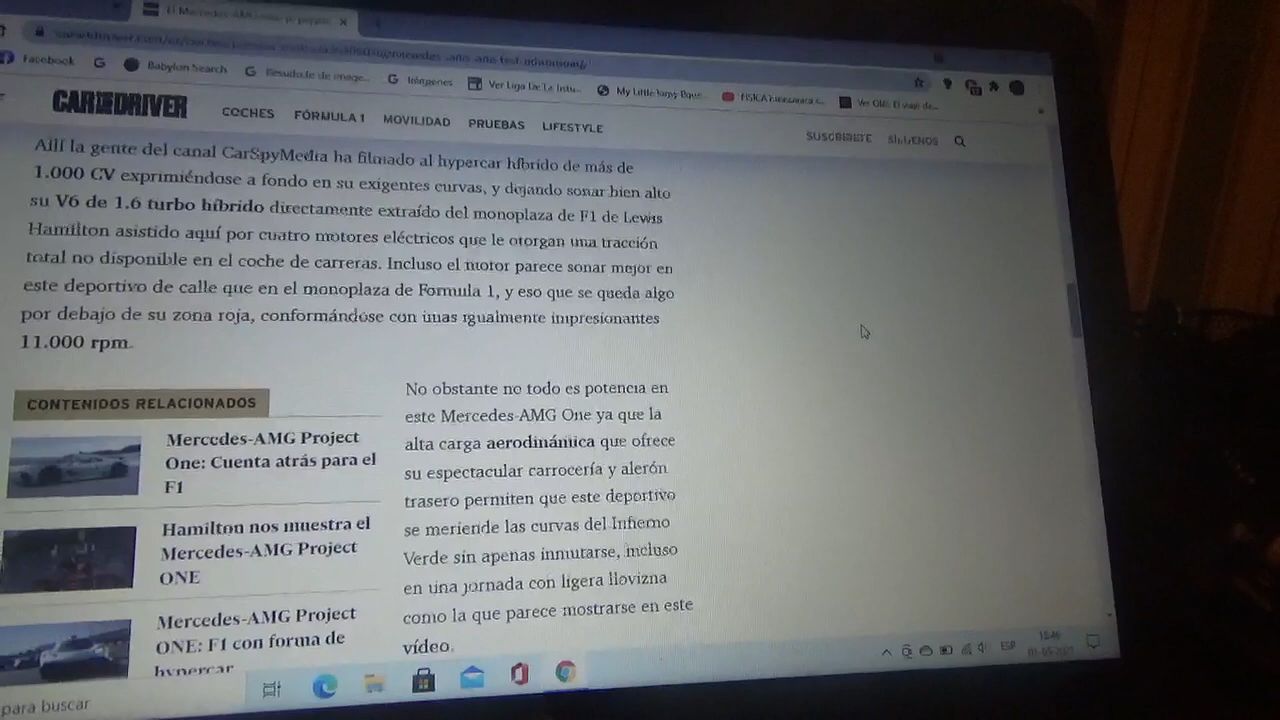 Facebook
Babylon Search
Ver Liga De La Justi...
CAR AND DRIVER
COCHES
FÓRMULA 1
MOVILIDAD
PRUEBAS
LIFESTYLE
SUSCRIBIRTE
SÍGUENOS
Allí la gente del canal CarSpyMedia ha filmado al hypercar híbrido de más de
1.000 CV exprimiéndose a fondo en su exigentes curvas, y dejando sonar bien alto
su V6 de 1.6 turbo híbrido directamente extraído del monoplaza de F1 de Lewis
Hamilton asistido aquí por cuatro motores eléctricos que le otorgan una tracción
total no disponible en el coche de carreras. Incluso el motor parece sonar mejor en
este deportivo de calle que en el monoplaza de Formula 1, y eso que se queda algo
por debajo de su zona roja, conformándose con unas igualmente impresionantes
11.000 rpm.
CONTENIDOS RELACIONADOS
Mercedes-AMG Project
One: Cuenta atrás para el
F1
Hamilton nos muestra el
Mercedes-AMG Project
ONE
Mercedes-AMG Project
ONE: F1 con forma de
hypercar
No obstante no todo es potencia en
este Mercedes-AMG One ya que la
alta carga aerodinámica que ofrece
su espectacular carrocería y alerón
trasero permiten que este deportivo
se meriende las curvas del Infierno
Verde sin apenas inmutarse, incluso
en una jornada con ligera llovizna
como la que parece mostrarse en este
vídeo.
para buscar
ESP